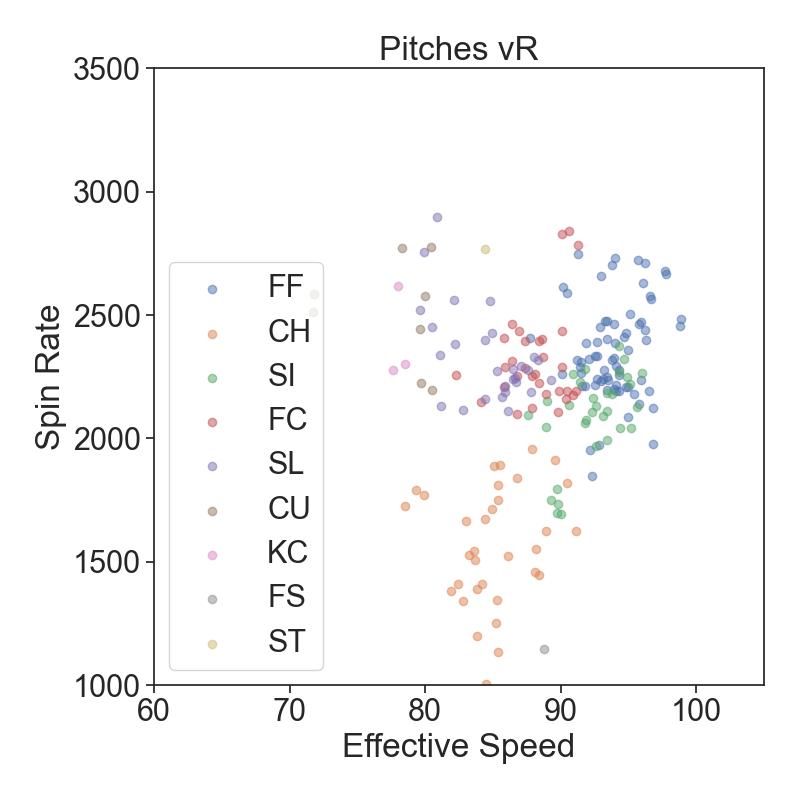 Pitches vR
3500
3000
2500
2000
1500
1000
Spin Rate
FF
CH
SI
FC
SL
CU
KC
FS
ST
60 70 80 90 100
Effective Speed